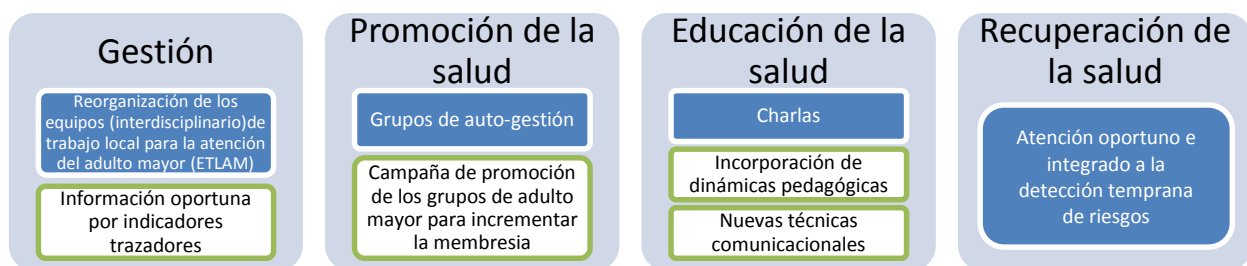 Gestión
Reorganización de los
equipos (interdisciplinario)de
trabajo local para la atención
del adulto mayor (ETLAM)
Información oportuna
por indicadores
trazadores
Promoción de la
salud
Grupos de auto-gestión
Campaña de promoción
de los grupos de adulto
mayor para incrementar
la membresia
Educación de la
salud
Charlas
Incorporación de
dinámicas pedagógicas
Nuevas técnicas
comunicacionales
Recuperación de
la salud
Atención oportuno e
integrado a la
detección temprana
de riesgos